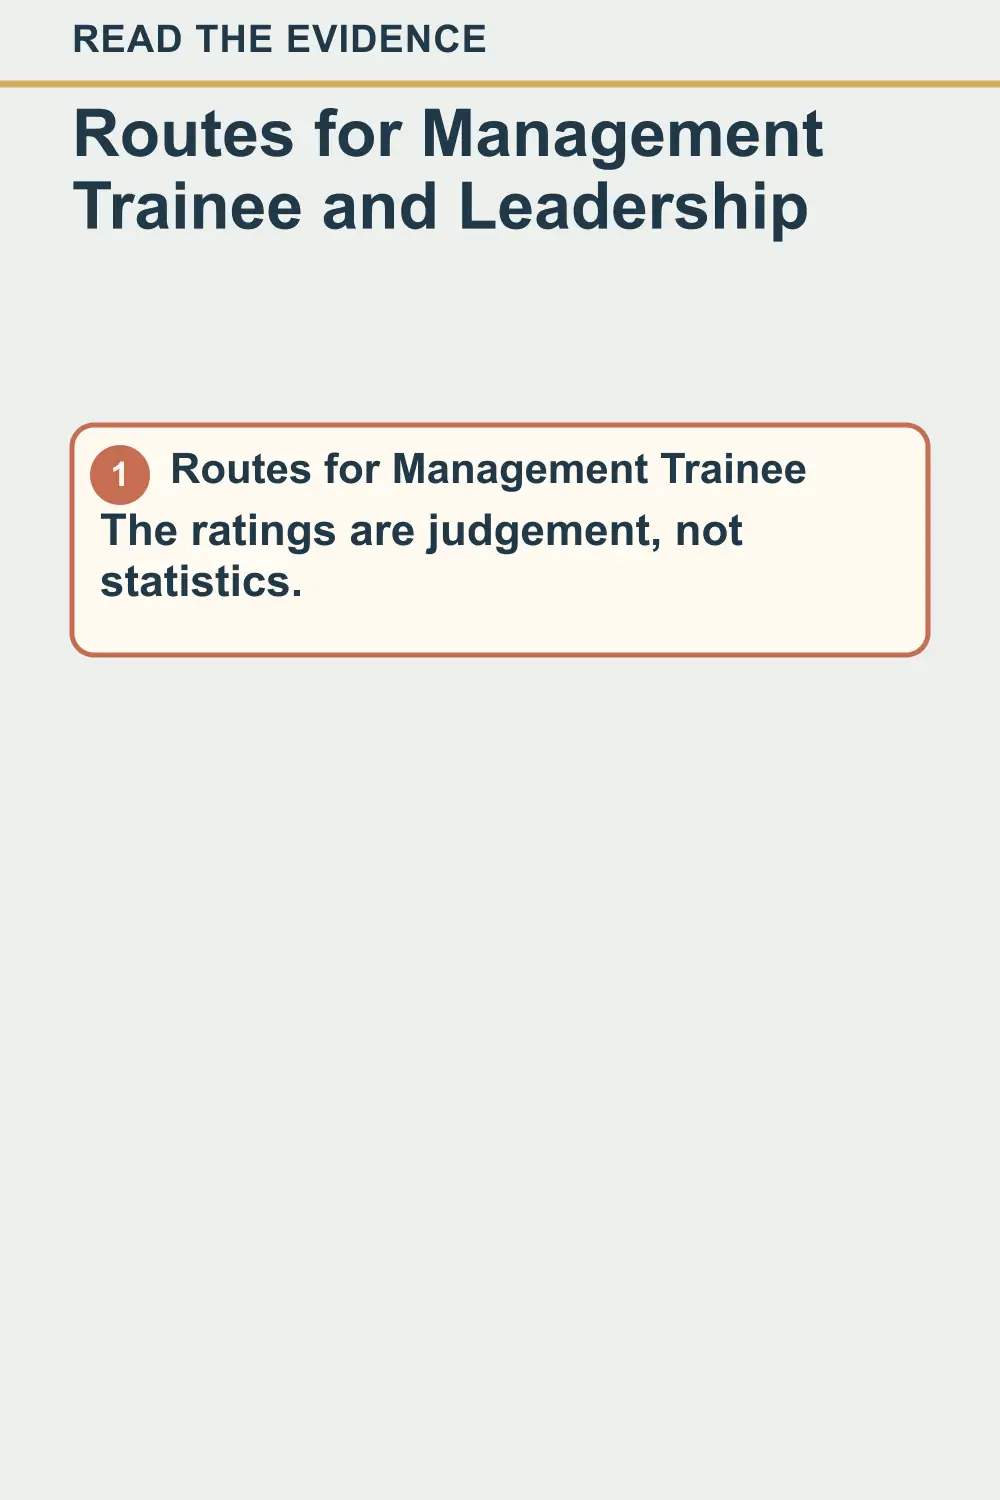 READ THE EVIDENCE
Routes for Management
Trainee and Leadership
1 Routes for Management Trainee
The ratings are judgement, not
statistics.